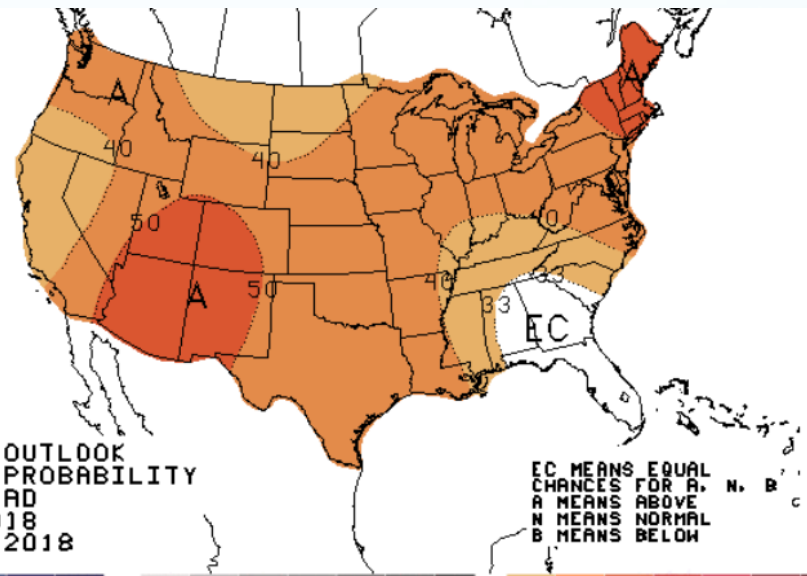 A
A
40
40
50
40
A
50
40
33
33
EC
OUTLOOK
PROBABILITY
AD
18
2018
EC MEANS EQUAL
CHANCES FOR A, N, B
A MEANS ABOVE
N MEANS NORMAL
B MEANS BELOW